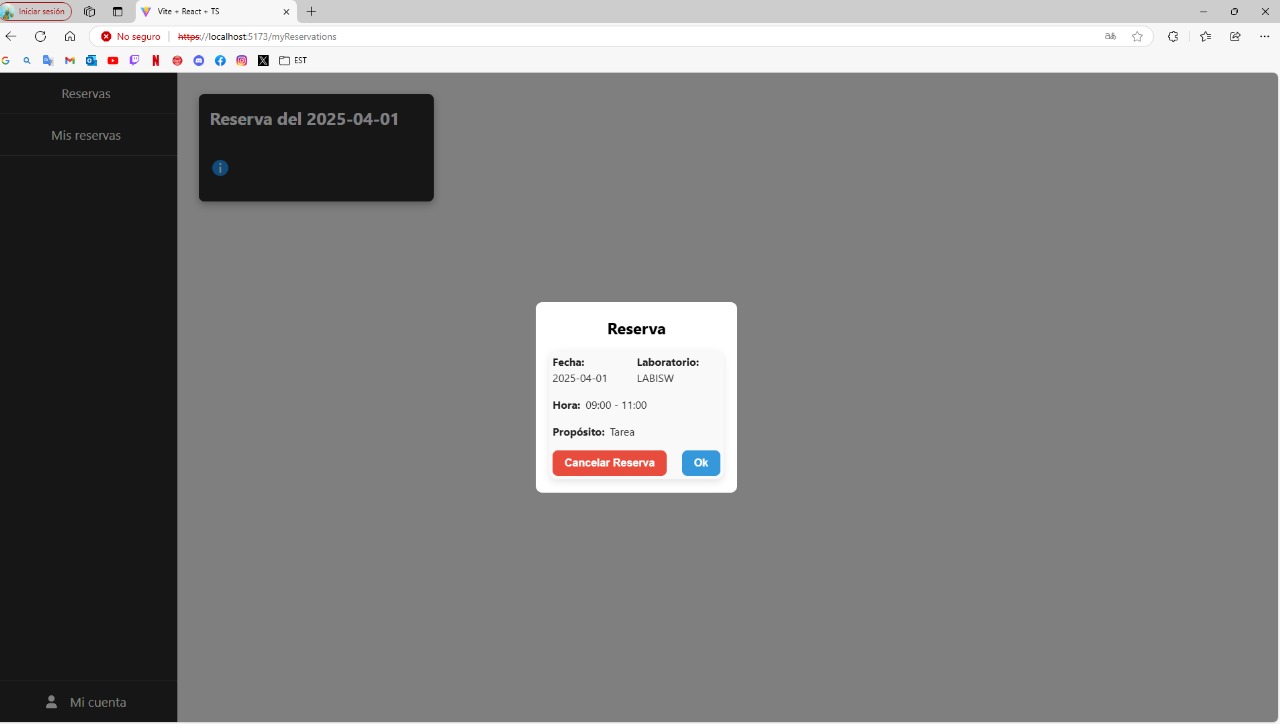 Iniciar sesión
Vite + React + TS
No seguro
https://localhost:5173/myReservations
EST
Reservas
Mis reservas
Reserva del 2025-04-01
Reserva
Fecha: Laboratorio:
2025-04-01 LABISW
Hora: 09:00 - 11:00
Propósito: Tarea
Cancelar Reserva Ok
Mi cuenta